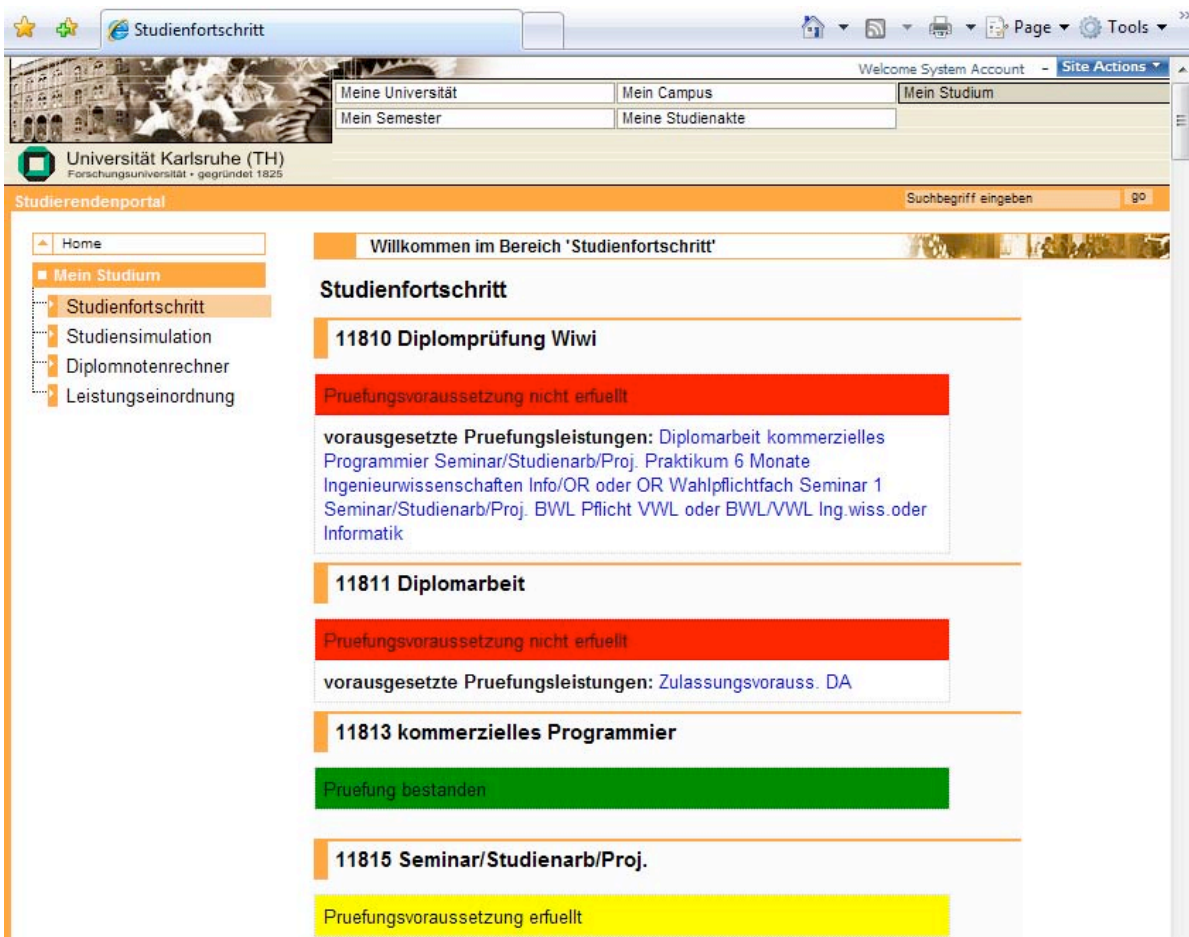 Studienfortschritt
Page
Tools
Welcome System Account - Site Actions
Meine Universität
Mein Campus
Mein Studium
Mein Semester
Meine Studienakte
Universität Karlsruhe (TH)
Forschungsuniversität • gegründet 1825
Studierendenportal
Suchbegriff eingeben
go
Home
Mein Studium
Studienfortschritt
Studiensimulation
Diplomnotenrechner
Leistungseinordnung
Willkommen im Bereich 'Studienfortschritt'
Studienfortschritt
11810 Diplomprüfung Wiwi
Pruefungsvoraussetzung nicht erfuellt
vorausgesetzte Pruefungsleistungen: Diplomarbeit kommerzielles
Programmier Seminar/Studienarb/Proj. Praktikum 6 Monate
Ingenieurwissenschaften Info/OR oder OR Wahlpflichtfach Seminar 1
Seminar/Studienarb/Proj. BWL Pflicht VWL oder BWL/VWL Ing.wiss.oder
Informatik
11811 Diplomarbeit
Pruefungsvoraussetzung nicht erfuellt
vorausgesetzte Pruefungsleistungen: Zulassungsvorauss. DA
11813 kommerzielles Programmier
Pruefung bestanden
11815 Seminar/Studienarb/Proj.
Pruefungsvoraussetzung erfuellt